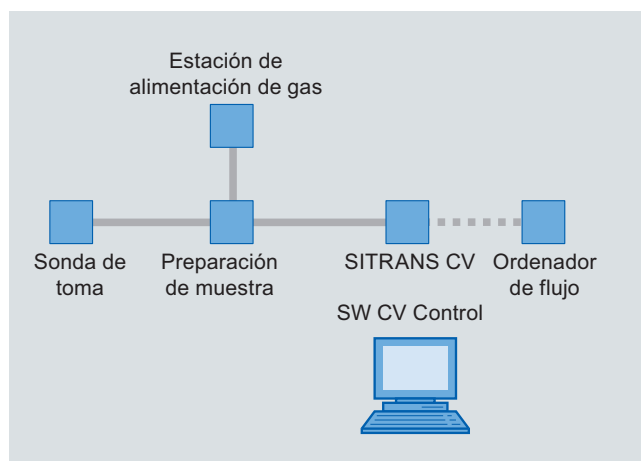 Estación de
alimentación de gas
Sonda de
toma
Preparación
de muestra
SITRANS CV
Ordenador
de flujo
SW CV Control